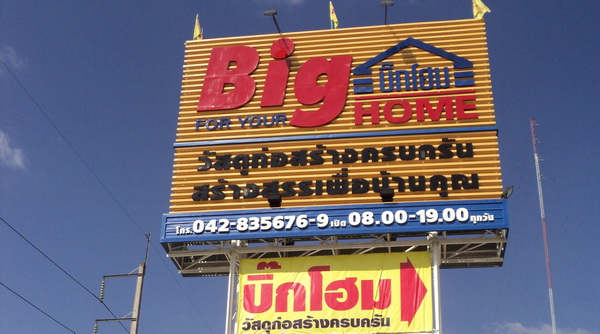 Big บิ๊กโฮม
FOR YOUR HOME
วัสดุก่อสร้างครบครัน
สร้างสรรเพื่อบ้านคุณ
โทร. 042-835676-9 เปิด 08.00-19.00 ทุกวัน
บิ๊กโฮม
วัสดุก่อสร้างครบครัน